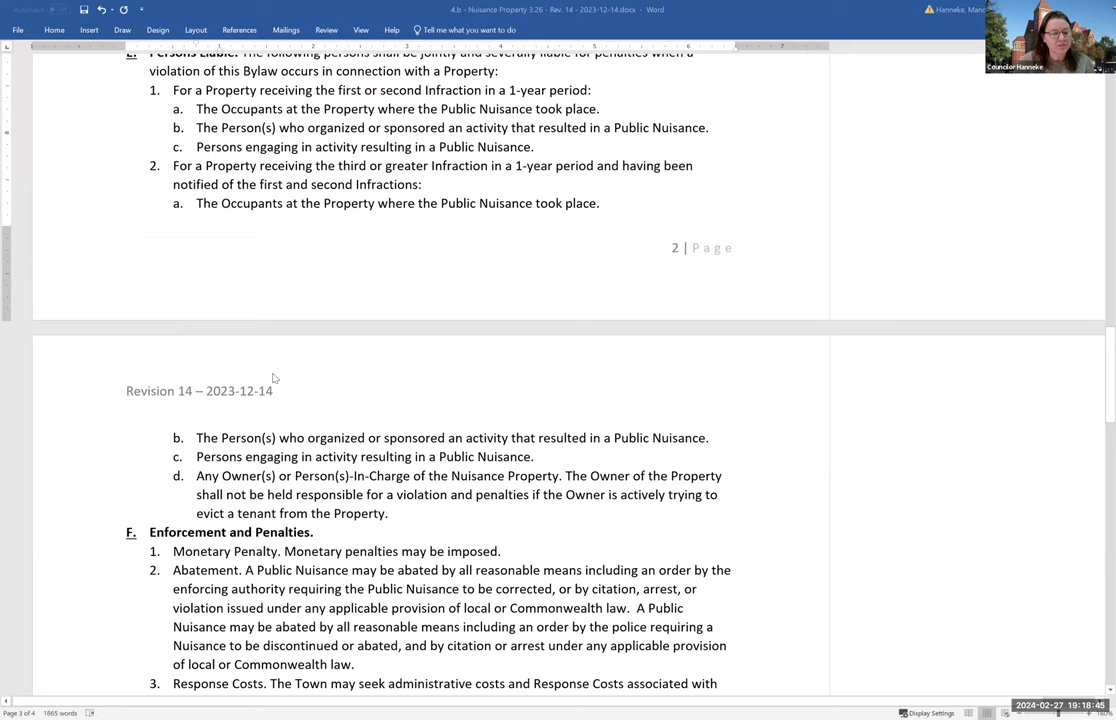 AutoSave
4.b - Nuisance Property 3.26 - Rev. 14 - 2023-12-14.docx - Word
Hanneke, Mand
File Home Insert Draw Design Layout References Mailings Review View Help Tell me what you want to do
Councilor Hanneke
E. Persons Liable. The following persons shall be jointly and severally liable for penalties when a
violation of this Bylaw occurs in connection with a Property:
1. For a Property receiving the first or second Infraction in a 1-year period:
a. The Occupants at the Property where the Public Nuisance took place.
b. The Person(s) who organized or sponsored an activity that resulted in a Public Nuisance.
c. Persons engaging in activity resulting in a Public Nuisance.
2. For a Property receiving the third or greater Infraction in a 1-year period and having been
notified of the first and second Infractions:
a. The Occupants at the Property where the Public Nuisance took place.
2 | Page
Revision 14 – 2023-12-14
b. The Person(s) who organized or sponsored an activity that resulted in a Public Nuisance.
c. Persons engaging in activity resulting in a Public Nuisance.
d. Any Owner(s) or Person(s)-In-Charge of the Nuisance Property. The Owner of the Property
shall not be held responsible for a violation and penalties if the Owner is actively trying to
evict a tenant from the Property.
F. Enforcement and Penalties.
1. Monetary Penalty. Monetary penalties may be imposed.
2. Abatement. A Public Nuisance may be abated by all reasonable means including an order by the
enforcing authority requiring the Public Nuisance to be corrected, or by citation, arrest, or
violation issued under any applicable provision of local or Commonwealth law. A Public
Nuisance may be abated by all reasonable means including an order by the police requiring a
Nuisance to be discontinued or abated, and by citation or arrest under any applicable provision
of local or Commonwealth law.
3. Response Costs. The Town may seek administrative costs and Response Costs associated with
Page 3 of 4 1865 words
Display Settings
2024-02-27 19:18:45